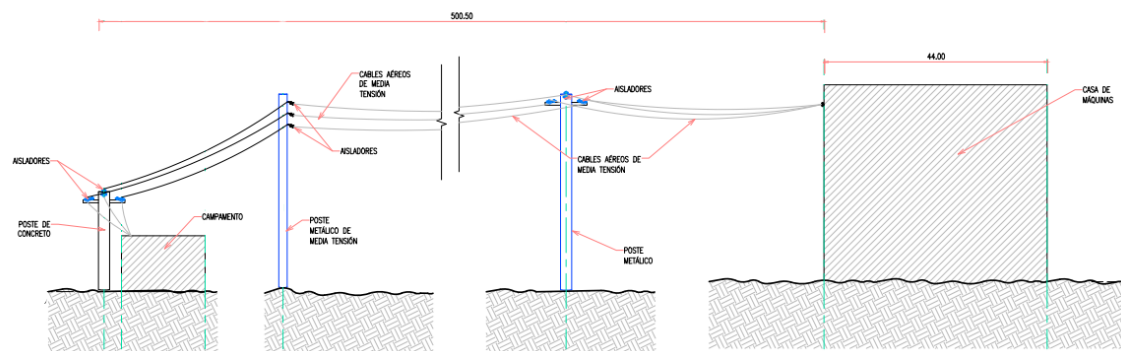 500.50
44.00
CABLES AÉREOS
DE MEDIA
TENSIÓN
AISLADORES
CASA DE
MÁQUINAS
AISLADORES
CABLES AÉREOS DE
MEDIA TENSIÓN
AISLADORES
CAMPAMENTO
POSTE DE
CONCRETO
POSTE
METÁLICO DE
MEDIA TENSIÓN
POSTE
METÁLICO